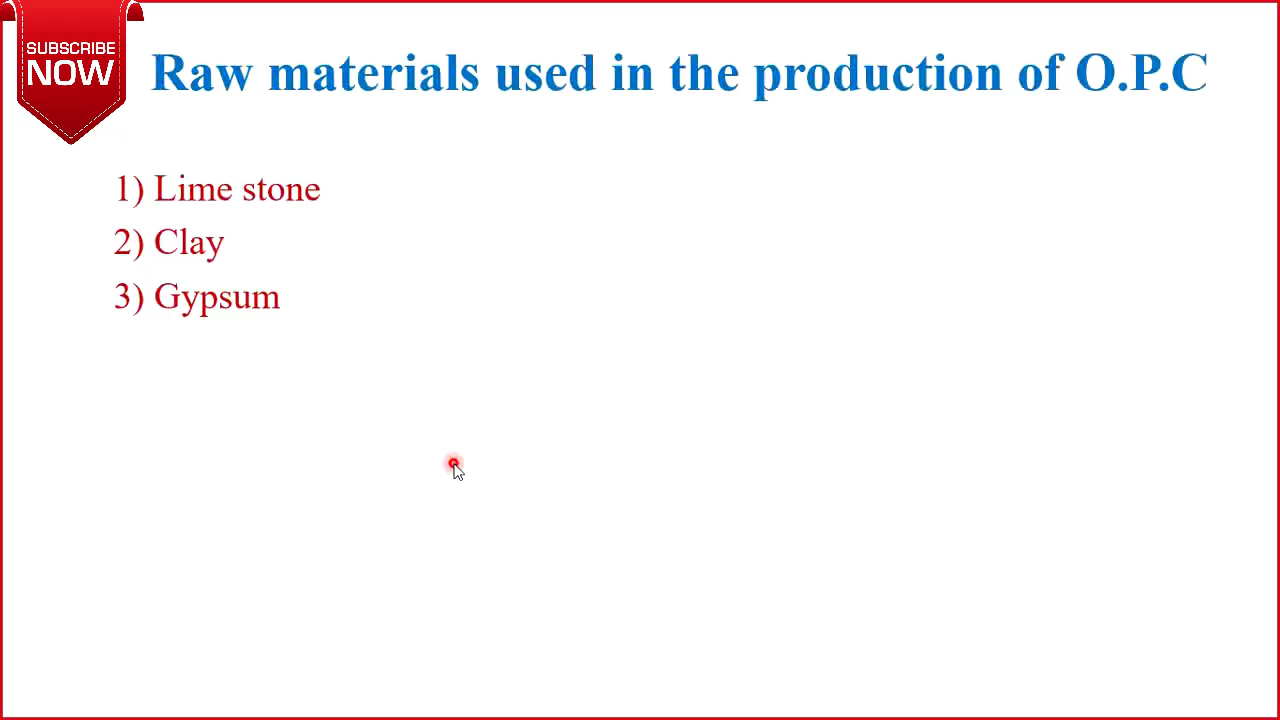 SUBSCRIBE
NOW
Raw materials used in the production of O.P.C
1) Lime stone
2) Clay
3) Gypsum